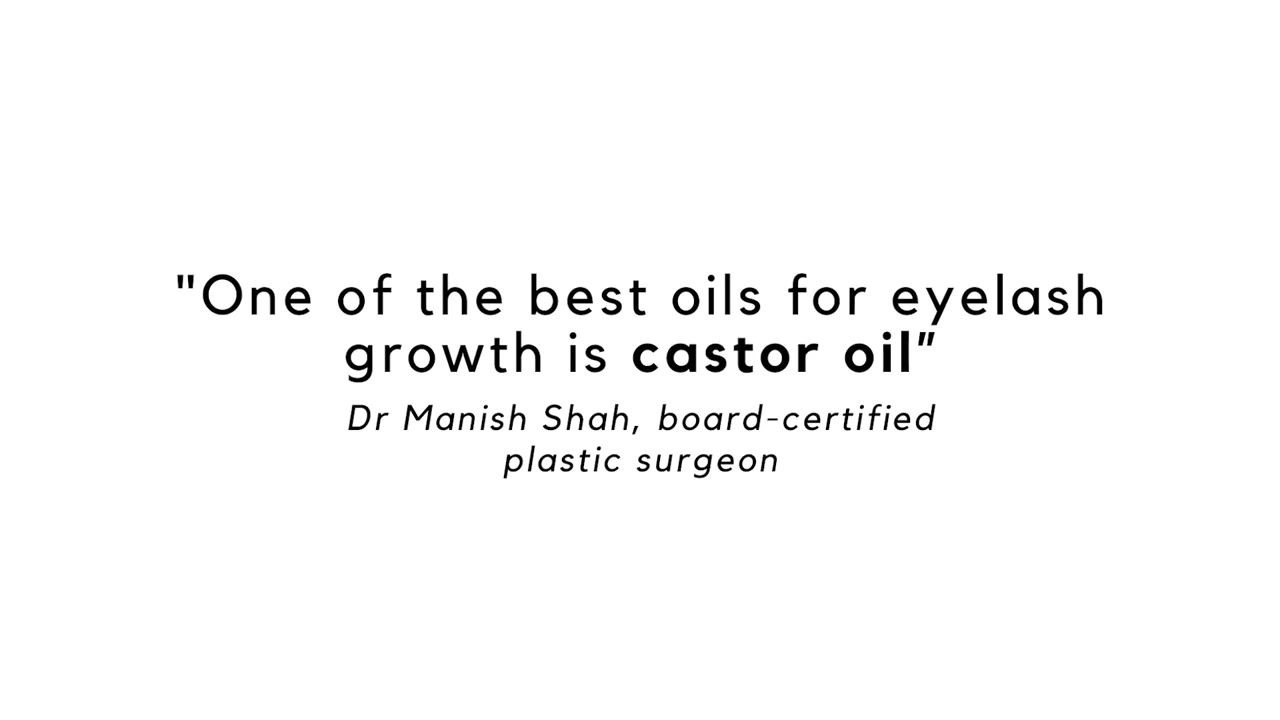 "One of the best oils for eyelash
growth is castor oil”
Dr Manish Shah, board-certified
plastic surgeon